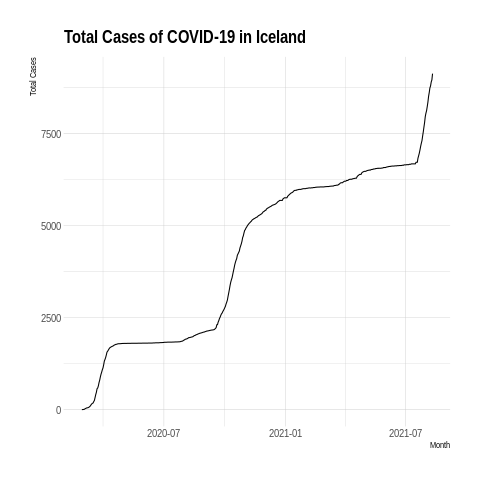 Total Cases of COVID-19 in Iceland
Total Cases
7500
5000
2500
0
2020-07
2021-01
2021-07
Month